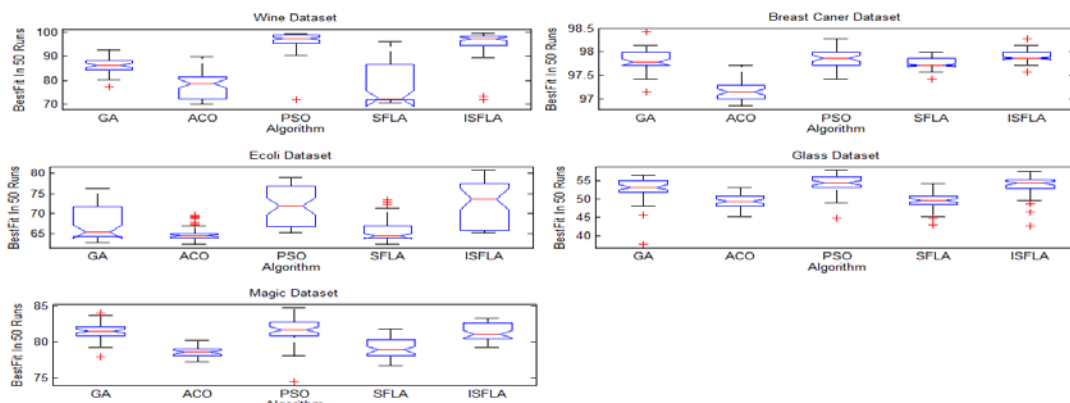 Wine Dataset
BestFit In 50 Runs
100
90
80
70
GA ACO PSO SFLA ISFLA
Algorithm
Breast Caner Dataset
BestFit In 50 Runs
98.5
98
97.5
97
GA ACO PSO SFLA ISFLA
Algorithm
Ecoli Dataset
BestFit In 50 Runs
80
75
70
65
GA ACO PSO SFLA ISFLA
Algorithm
Glass Dataset
BestFit In 50 Runs
55
50
45
40
GA ACO PSO SFLA ISFLA
Algorithm
Magic Dataset
BestFit In 50 Runs
85
80
75
GA ACO PSO SFLA ISFLA
Algorithm